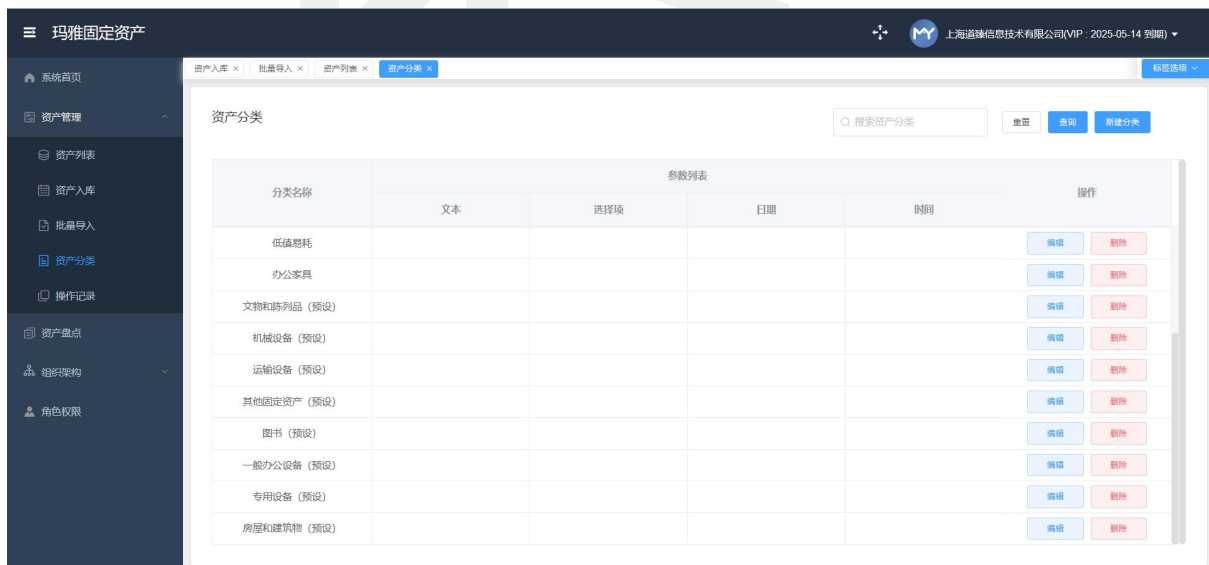 玛雅固定资产
MY 上海道臻信息技术有限公司(VIP : 2025-05-14 到期)
系统首页
资产管理
资产列表
资产入库
批量导入
资产分类
操作记录
资产盘点
组织架构
角色权限
资产入库 × 批量导入 × 资产列表 × 资产分类 × 标签选项
资产分类 搜索资产分类 重置 查询 新建分类
分类名称 参数列表 操作
文本 选择项 日期 时间
低值易耗 编辑 删除
办公家具 编辑 删除
文物和陈列品（预设） 编辑 删除
机械设备（预设） 编辑 删除
运输设备（预设） 编辑 删除
其他固定资产（预设） 编辑 删除
图书（预设） 编辑 删除
一般办公设备（预设） 编辑 删除
专用设备（预设） 编辑 删除
房屋和建筑物（预设） 编辑 删除